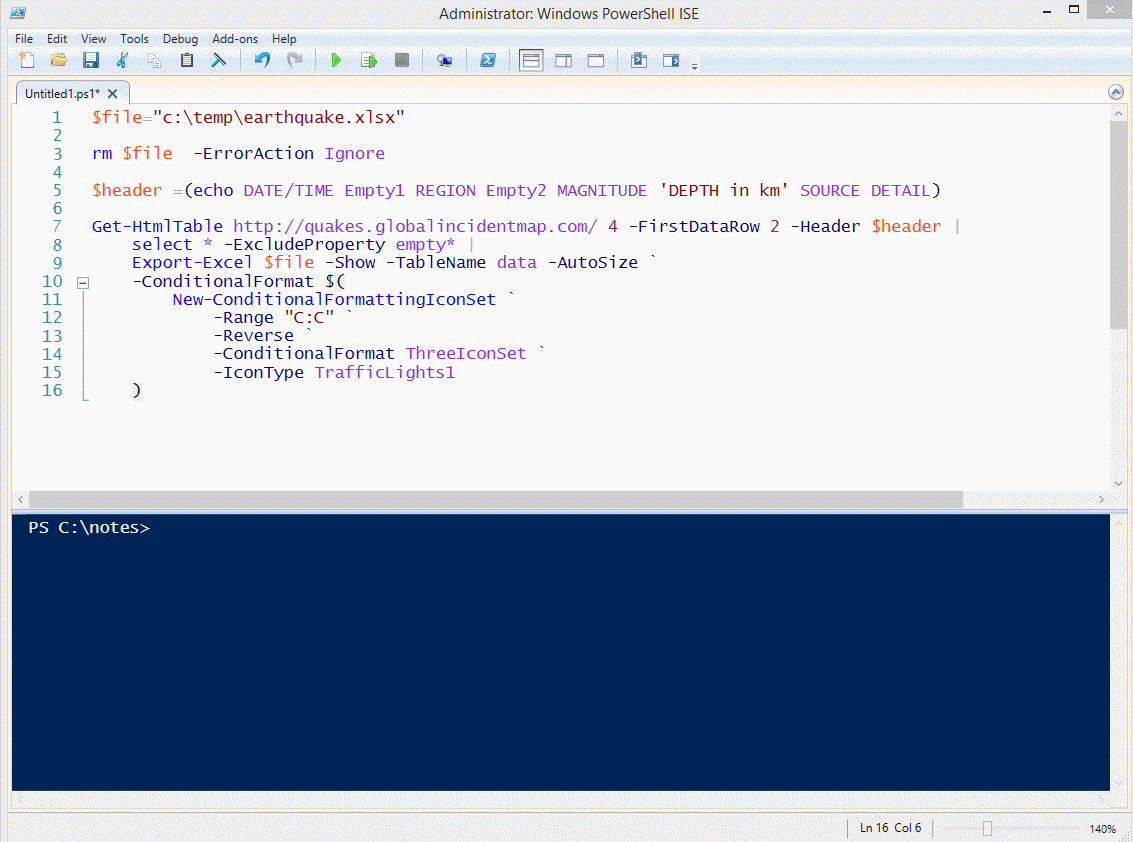 Administrator: Windows PowerShell ISE
File Edit View Tools Debug Add-ons Help
Untitled1.ps1*
1 $file="c:\temp\earthquake.xlsx"
2
3 rm $file  -ErrorAction Ignore
4
5 $header =(echo DATE/TIME Empty1 REGION Empty2 MAGNITUDE 'DEPTH in km' SOURCE DETAIL)
6
7 Get-HtmlTable http://quakes.globalincidentmap.com/ 4 -FirstDataRow 2 -Header $header |
8     select * -ExcludeProperty empty* |
9     Export-Excel $file -Show -TableName data -AutoSize `
10     -ConditionalFormat $(
11         New-ConditionalFormattingIconSet `
12             -Range "C:C" `
13             -Reverse `
14             -ConditionalFormat ThreeIconSet `
15             -IconType TrafficLights1
16     )
PS C:\notes>
Ln 16 Col 6 140%